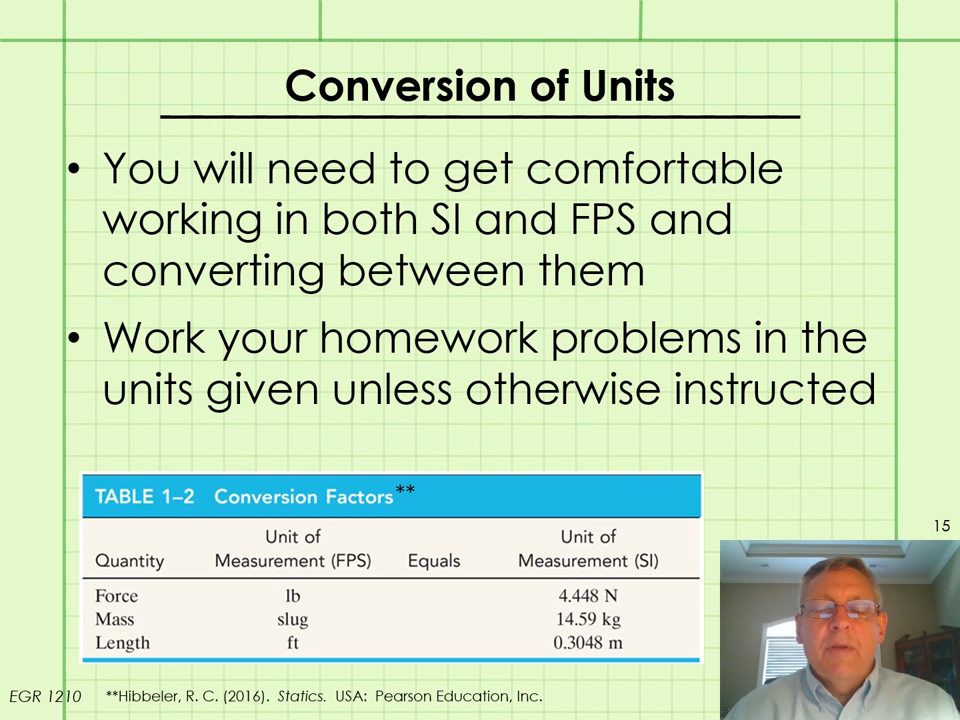 Conversion of Units
• You will need to get comfortable
working in both SI and FPS and
converting between them
• Work your homework problems in the
units given unless otherwise instructed
TABLE 1–2 Conversion Factors**
Unit of Unit of
Quantity Measurement (FPS) Equals Measurement (SI)
Force lb 4.448 N
Mass slug 14.59 kg
Length ft 0.3048 m
15
EGR 1210 **Hibbeler, R. C. (2016). Statics. USA: Pearson Education, Inc.